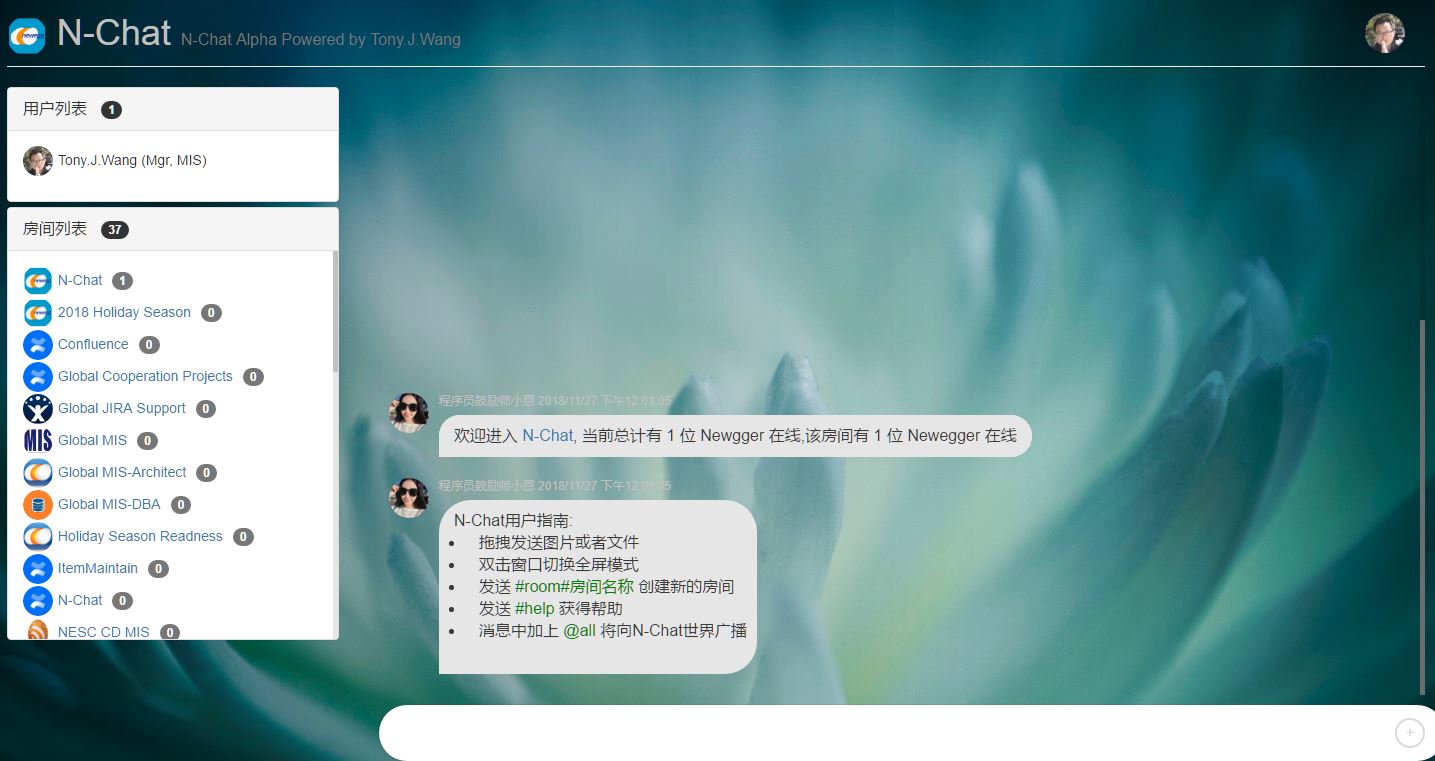 N-Chat N-Chat Alpha Powered by Tony.J.Wang
用户列表 1
Tony.J.Wang (Mgr, MIS)
房间列表 37
N-Chat 1
2018 Holiday Season 0
Confluence 0
Global Cooperation Projects 0
Global JIRA Support 0
MIS Global MIS 0
Global MIS-Architect 0
Global MIS-DBA 0
Holiday Season Readness 0
ItemMaintain 0
N-Chat 0
NESC CD MIS 0
程序员鼓励师小恩 2018/11/27 下午12:01:05
欢迎进入 N-Chat, 当前总计有 1 位 Newgger 在线,该房间有 1 位 Newegger 在线
程序员鼓励师小恩 2018/11/27 下午12:01:05
N-Chat用户指南:
• 拖拽发送图片或者文件
• 双击窗口切换全屏模式
• 发送 #room#房间名称 创建新的房间
• 发送 #help 获得帮助
• 消息中加上 @all 将向N-Chat世界广播